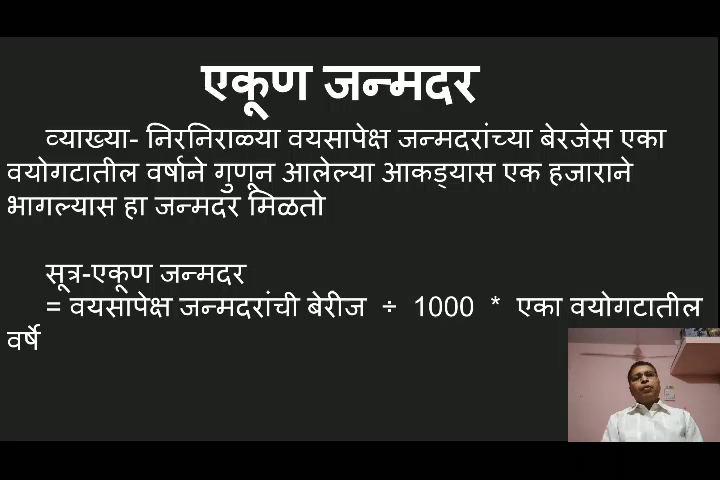 एकूण जन्मदर
व्याख्या- निरनिराळ्या वयसापेक्ष जन्मदरांच्या बेरजेस एका
वयोगटातील वर्षाने गुणून आलेल्या आकड्यास एक हजाराने
भागल्यास हा जन्मदर मिळतो
सूत्र-एकूण जन्मदर
= वयसापेक्ष जन्मदरांची बेरीज ÷ 1000 * एका वयोगटातील
वर्षे